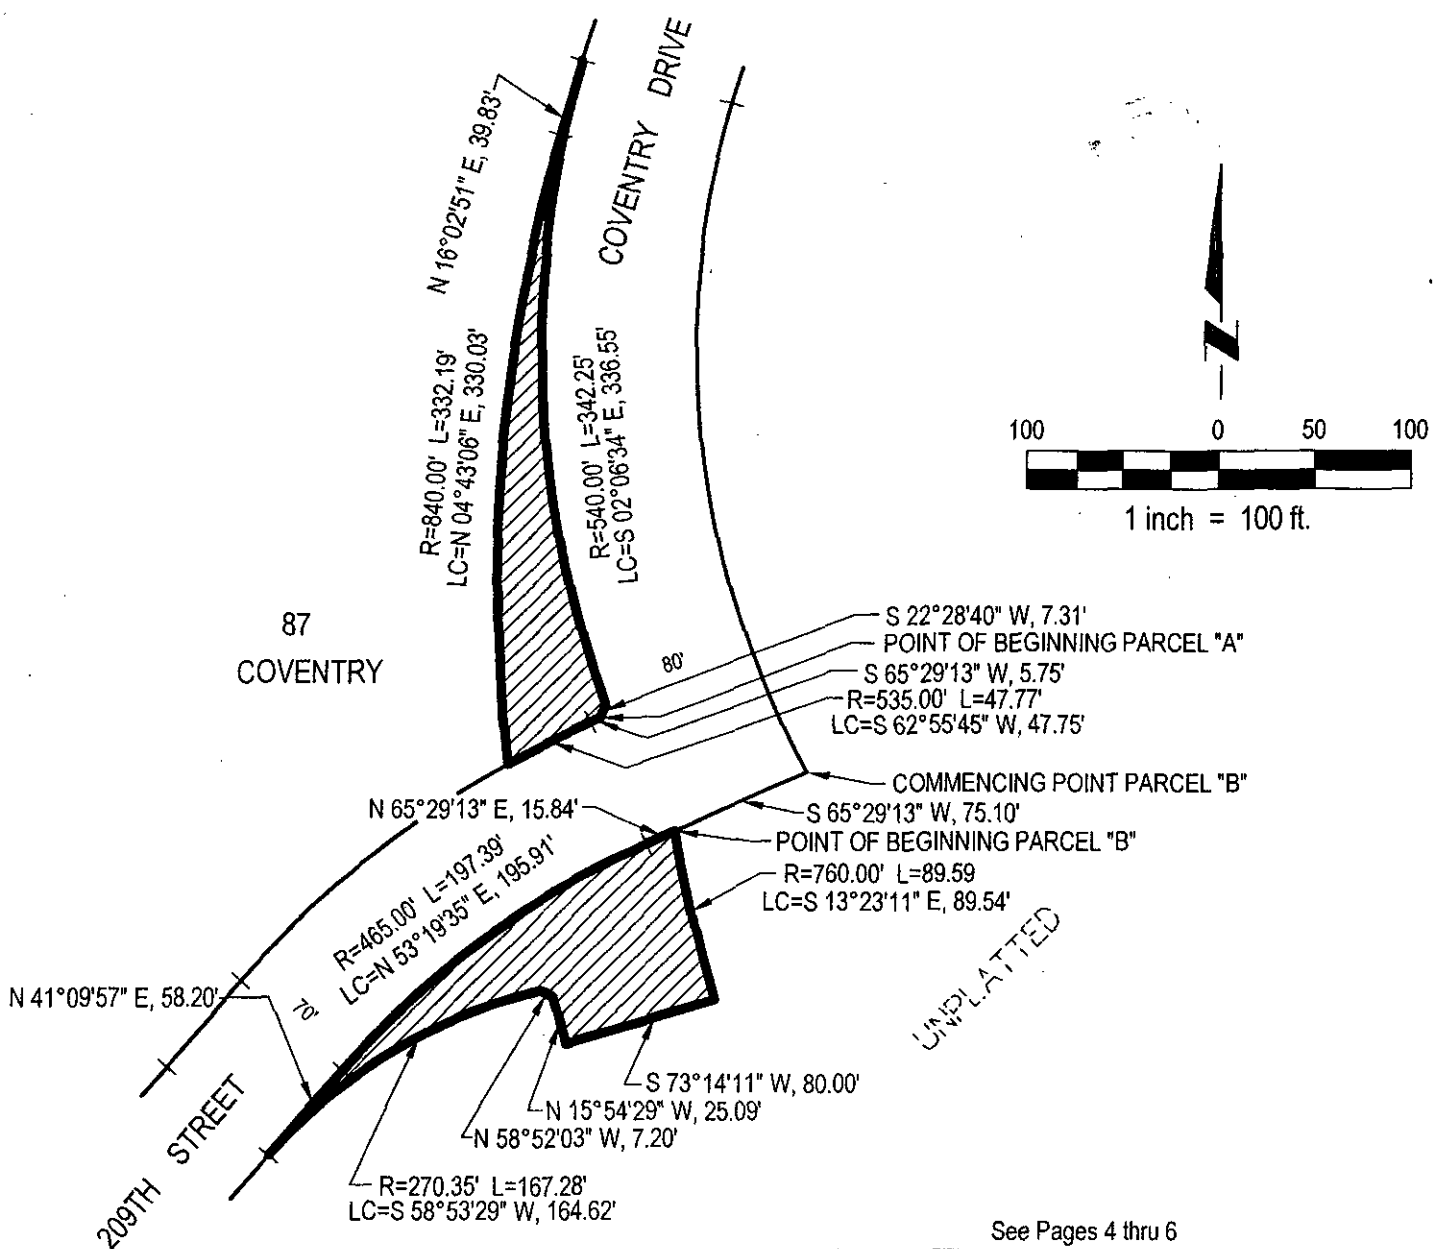 COVENTRY DRIVE
N 16°02'51" E, 39.83'
R=840.00' L=332.19'
LC=N 04°43'06" E, 330.03'
R=540.00' L=342.25'
LC=S 02°06'34" E, 336.55'
100 0 50 100
1 inch = 100 ft.
87
COVENTRY
80'
S 22°28'40" W, 7.31'
POINT OF BEGINNING PARCEL "A"
S 65°29'13" W, 5.75'
R=535.00' L=47.77'
LC=S 62°55'45" W, 47.75'
COMMENCING POINT PARCEL "B"
N 65°29'13" E, 15.84'
S 65°29'13" W, 75.10'
POINT OF BEGINNING PARCEL "B"
R=760.00' L=89.59
LC=S 13°23'11" E, 89.54'
R=465.00' L=197.39'
LC=N 53°19'35" E, 195.91'
UNPLATTED
N 41°09'57" E, 58.20'
70'
S 73°14'11" W, 80.00'
N 15°54'29" W, 25.09'
N 58°52'03" W, 7.20'
R=270.35' L=167.28'
LC=S 58°53'29" W, 164.62'
209TH STREET
See Pages 4 thru 6